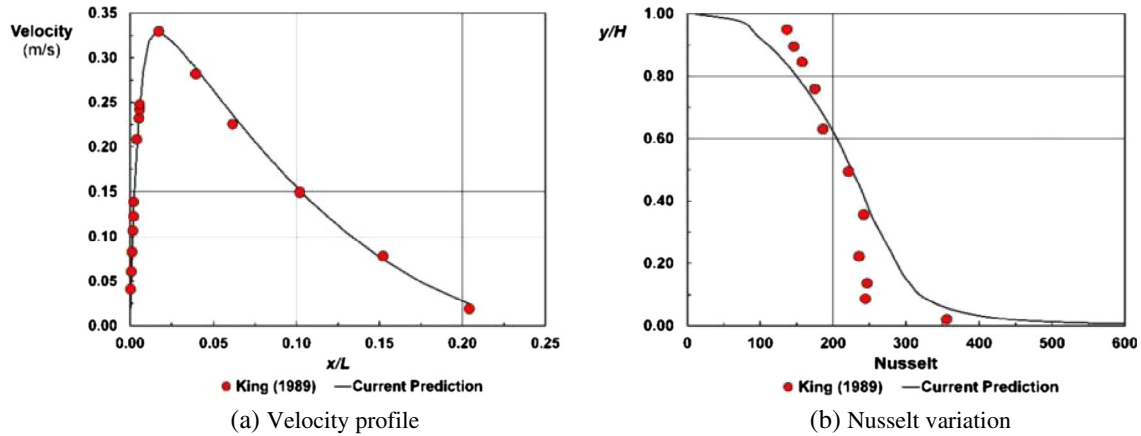 Velocity
(m/s)
0.35
0.30
0.25
0.20
0.15
0.10
0.05
0.00
0.00
0.05
0.10
0.15
0.20
0.25
x/L
King (1989)
Current Prediction
(a) Velocity profile
y/H
1.00
0.80
0.60
0.40
0.20
0.00
0
100
200
300
400
500
600
Nusselt
King (1989)
Current Prediction
(b) Nusselt variation